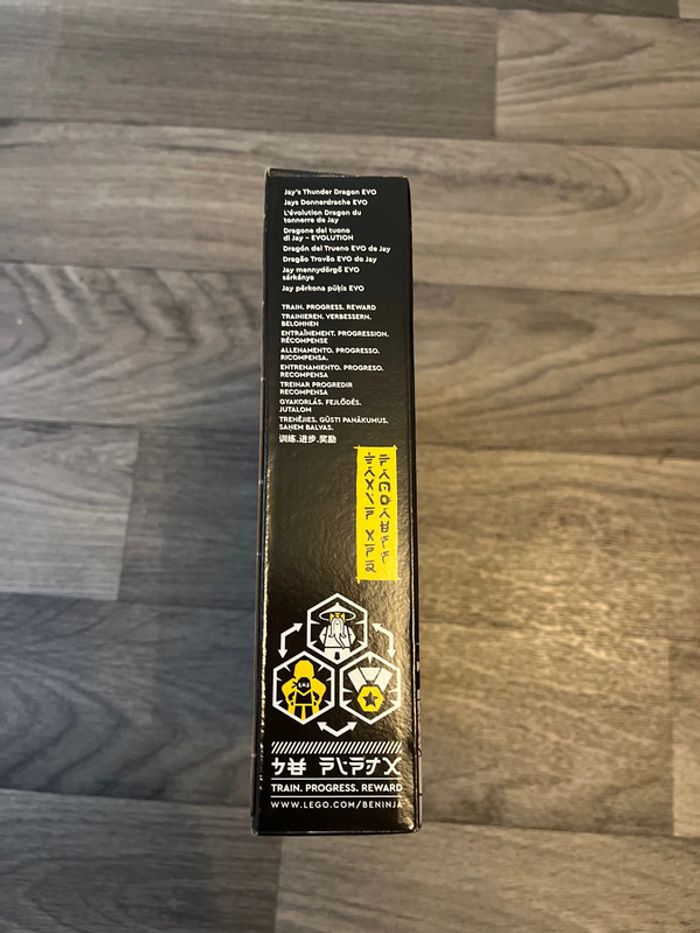 Jay's Thunder Dragon EVO
Jays Donnerdrache EVO
L'évolution Dragon du
tonnerre de Jay
Dragone del tuono
di Jay – EVOLUTION
Dragón del Trueno EVO de Jay
Dragão Trovão EVO do Jay
Jay mennydörgő EVO
sárkánya
Jay pērkona pūķis EVO
TRAIN. PROGRESS. REWARD
TRAINIEREN. VERBESSERN.
BELOHNEN
ENTRAÎNEMENT. PROGRESSION.
RÉCOMPENSE
ALLENAMENTO. PROGRESSO.
RICOMPENSA.
ENTRENAMIENTO. PROGRESO.
RECOMPENSA
TREINAR PROGREDIR
RECOMPENSA
GYAKORLÁS. FEJLŐDÉS.
JUTALOM
TRENĒJIES. GŪSTI PANĀKUMUS.
SAŅEM BALVAS.
训练.进步.奖励
TRAIN. PROGRESS. REWARD
WWW.LEGO.COM/BENINJA